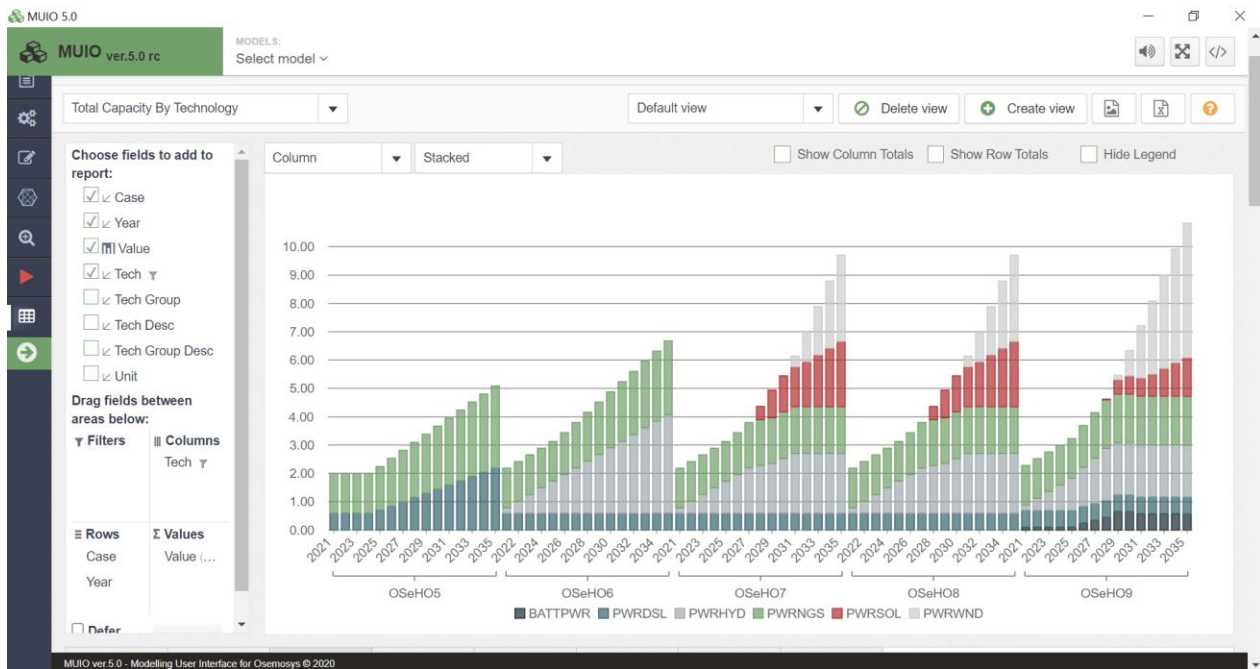 MUIO 5.0
MUIO ver.5.0 rc
MODELS:
Select model
Total Capacity By Technology
Default view
Delete view
Create view
Choose fields to add to
report:
Case
Year
Value
Tech
Tech Group
Tech Desc
Tech Group Desc
Unit
Drag fields between
areas below:
Filters
Columns
Tech
Rows
Σ Values
Case
Value (...
Year
Defer
Column
Stacked
Show Column Totals
Show Row Totals
Hide Legend
10.00
9.00
8.00
7.00
6.00
5.00
4.00
3.00
2.00
1.00
0.00
2021 2023 2025 2027 2029 2031 2033 2035 2022 2024 2026 2028 2030 2032 2034 2021 2023 2025 2027 2029 2031 2033 2035 2022 2024 2026 2028 2030 2032 2034 2021 2023 2025 2027 2029 2031 2033 2035
OSeHO5 OSeHO6 OSeHO7 OSeHO8 OSeHO9
BATTPWR PWRDSL PWRHYD PWRNGS PWRSOL PWRWND
MUIO ver.5.0 - Modelling User Interface for Osemosys © 2020